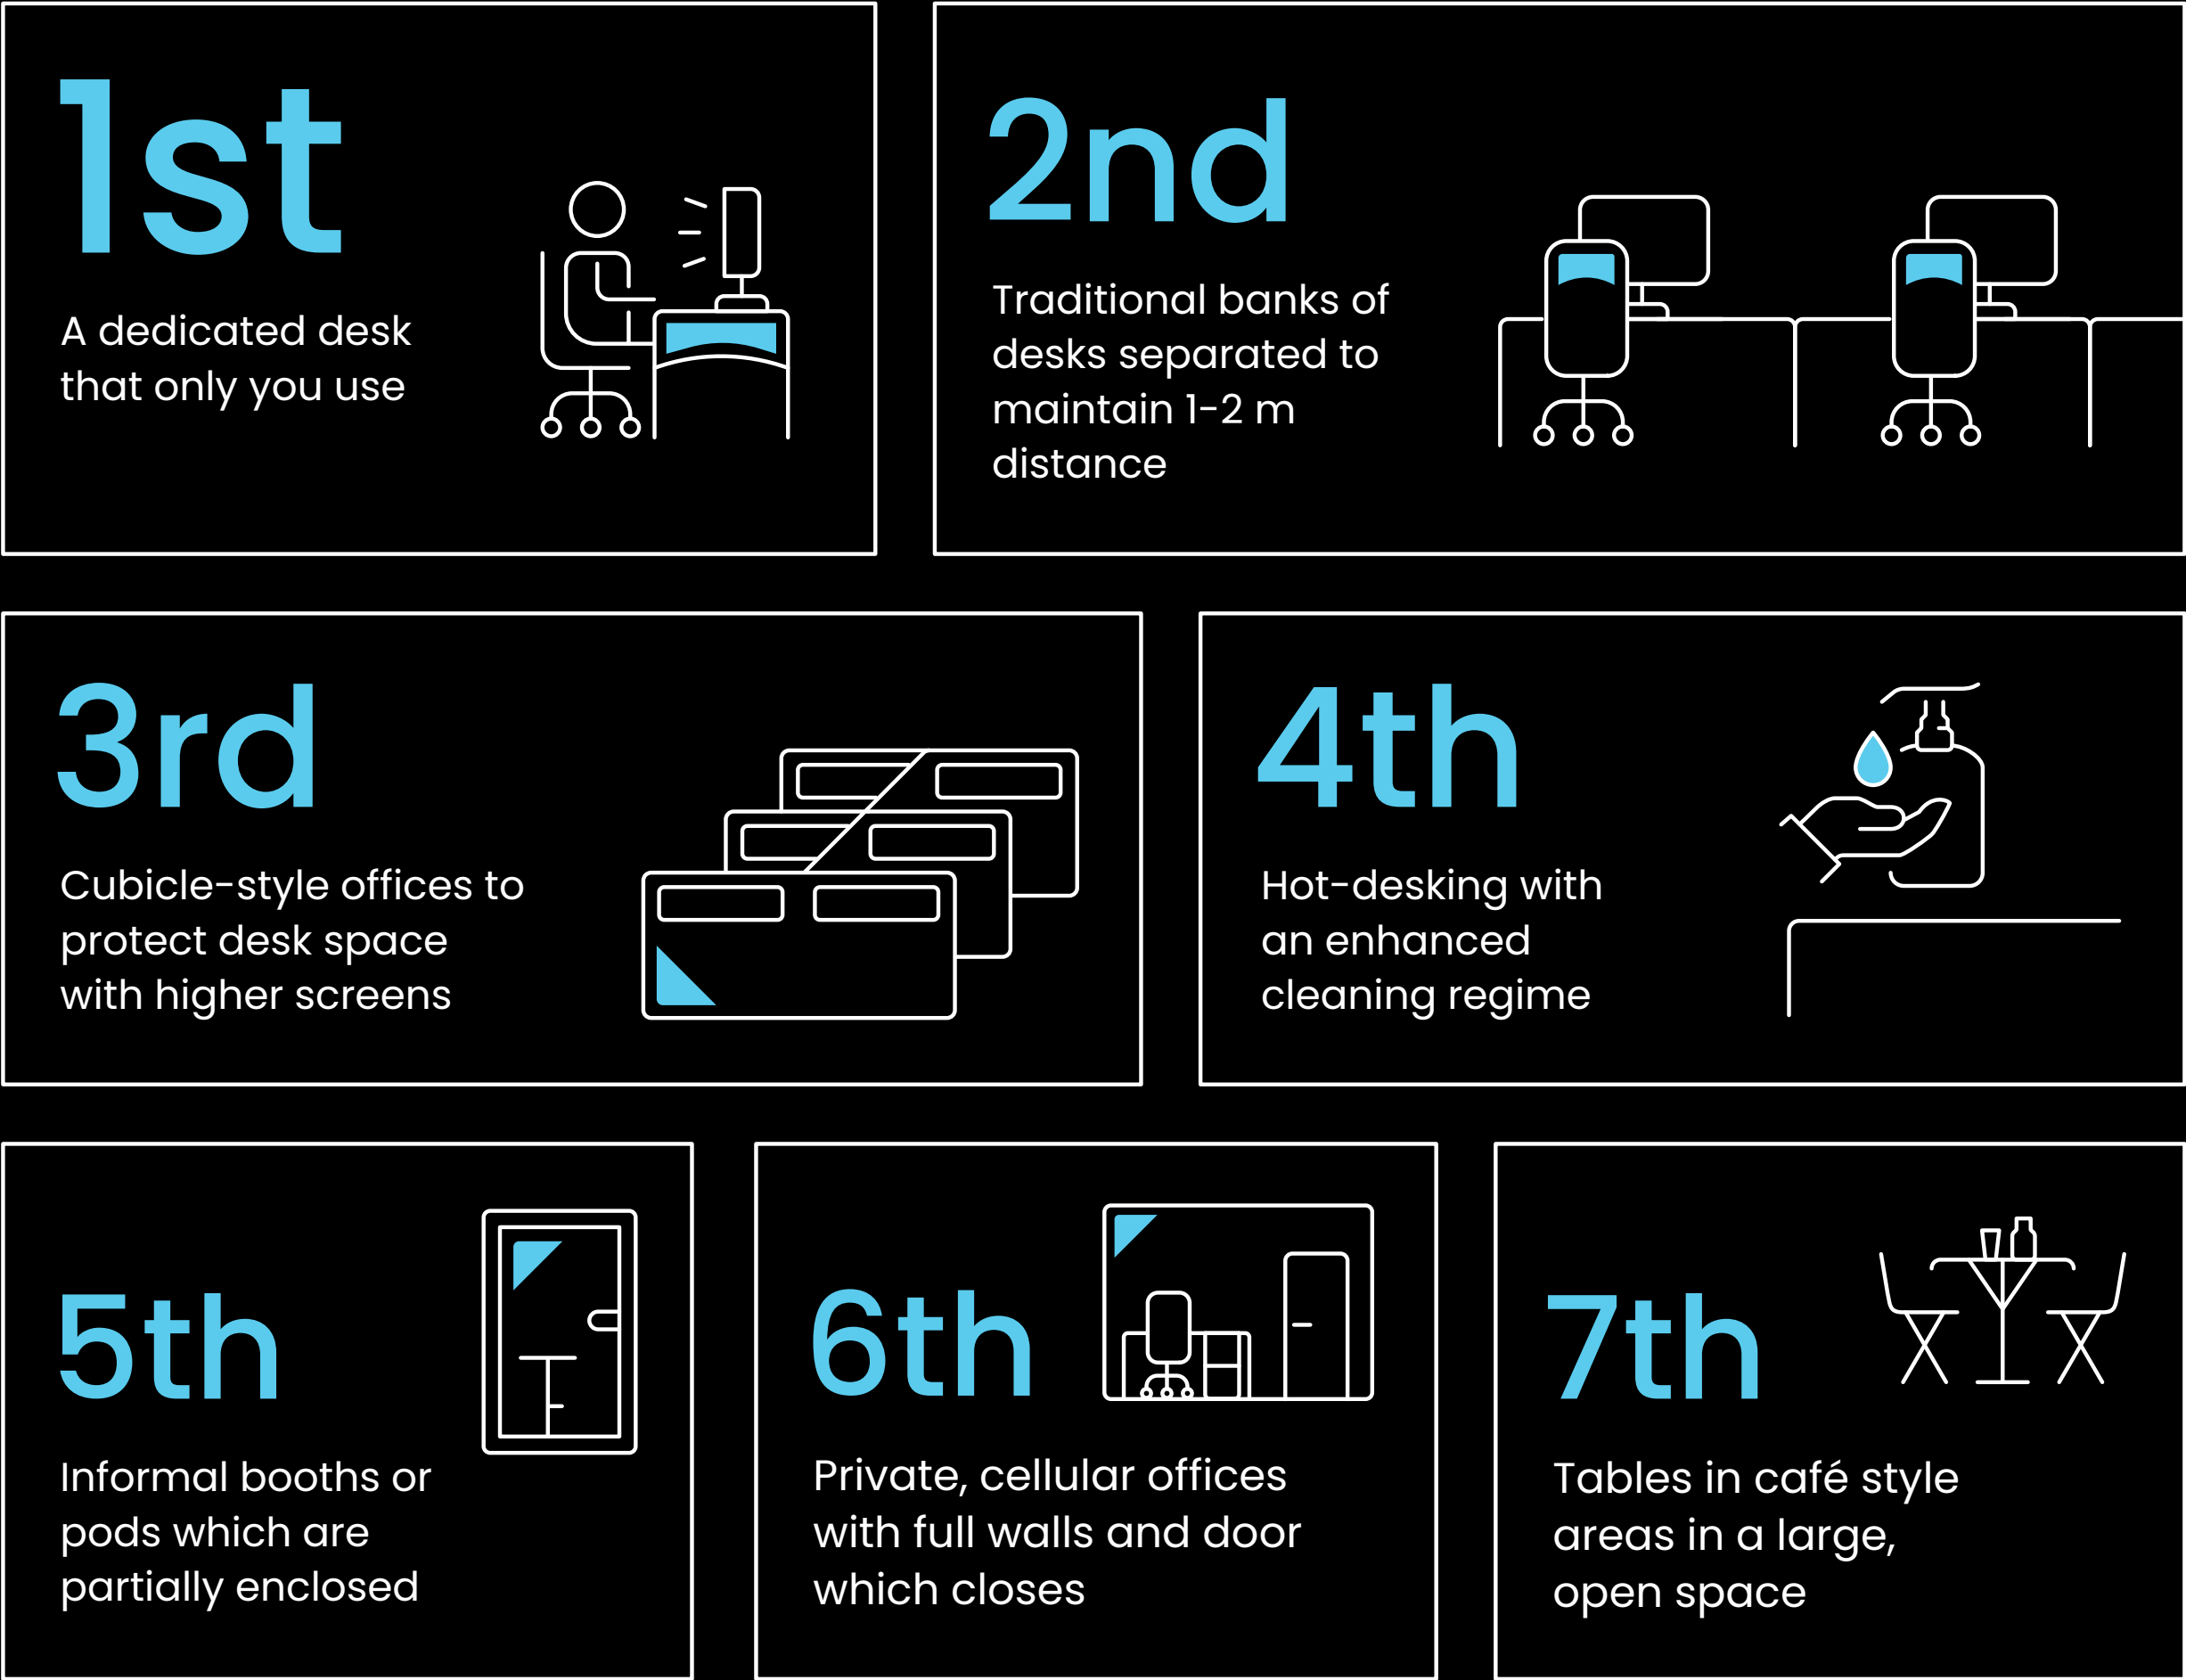 1st
A dedicated desk
that only you use
2nd
Traditional banks of
desks separated to
maintain 1-2 m
distance
3rd
Cubicle-style offices to
protect desk space
with higher screens
4th
Hot-desking with
an enhanced
cleaning regime
5th
Informal booths or
pods which are
partially enclosed
6th
Private, cellular offices
with full walls and door
which closes
7th
Tables in café style
areas in a large,
open space